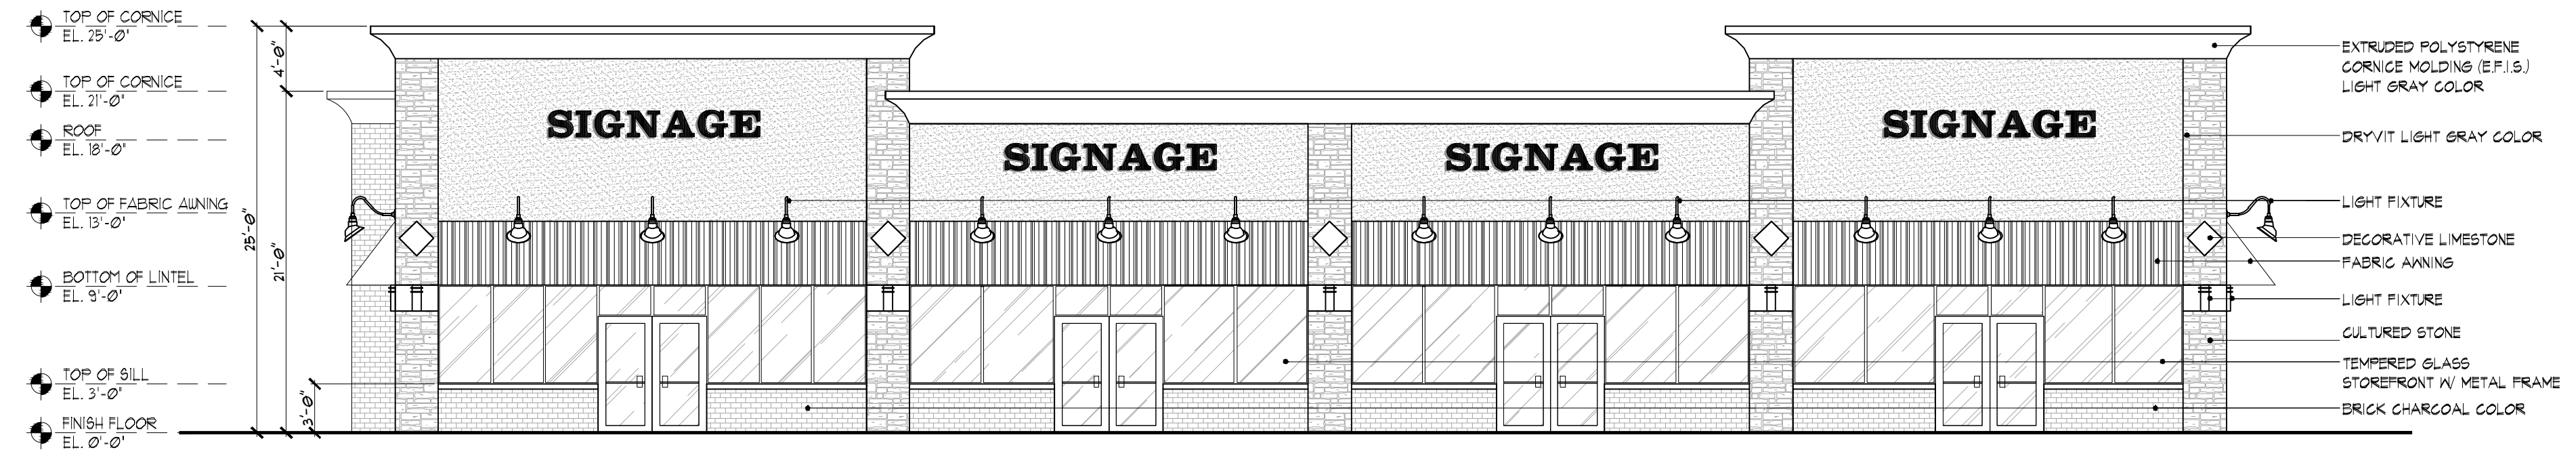 TOP OF CORNICE
EL. 25'-0"
TOP OF CORNICE
EL. 21'-0"
ROOF
EL. 18'-0"
TOP OF FABRIC AWNING
EL. 13'-0"
BOTTOM OF LINTEL
EL. 9'-0"
TOP OF SILL
EL. 3'-0"
FINISH FLOOR
EL. 0'-0"
25'-0"
4'-0"
21'-0"
3'-0"
SIGNAGE
SIGNAGE
SIGNAGE
SIGNAGE
EXTRUDED POLYSTYRENE
CORNICE MOLDING (E.F.I.S.)
LIGHT GRAY COLOR
DRYVIT LIGHT GRAY COLOR
LIGHT FIXTURE
DECORATIVE LIMESTONE
FABRIC AWNING
LIGHT FIXTURE
CULTURED STONE
TEMPERED GLASS
STOREFRONT W/ METAL FRAME
BRICK CHARCOAL COLOR